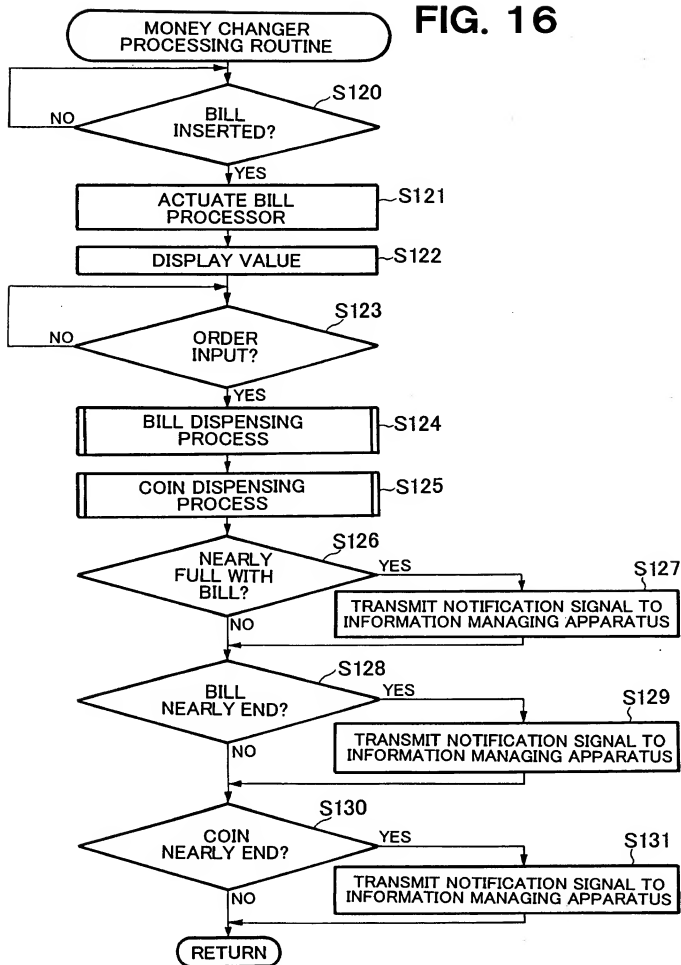 FIG. 16
MONEY CHANGER
PROCESSING ROUTINE
S120
BILL
INSERTED?
NO
YES
ACTUATE BILL
PROCESSOR
S121
DISPLAY VALUE
S122
S123
ORDER
INPUT?
NO
YES
BILL DISPENSING
PROCESS
S124
COIN DISPENSING
PROCESS
S125
S126
NEARLY
FULL WITH
BILL?
YES
NO
S127
TRANSMIT NOTIFICATION SIGNAL TO
INFORMATION MANAGING APPARATUS
S128
BILL
NEARLY END?
YES
NO
S129
TRANSMIT NOTIFICATION SIGNAL TO
INFORMATION MANAGING APPARATUS
S130
COIN
NEARLY END?
YES
NO
S131
TRANSMIT NOTIFICATION SIGNAL TO
INFORMATION MANAGING APPARATUS
RETURN